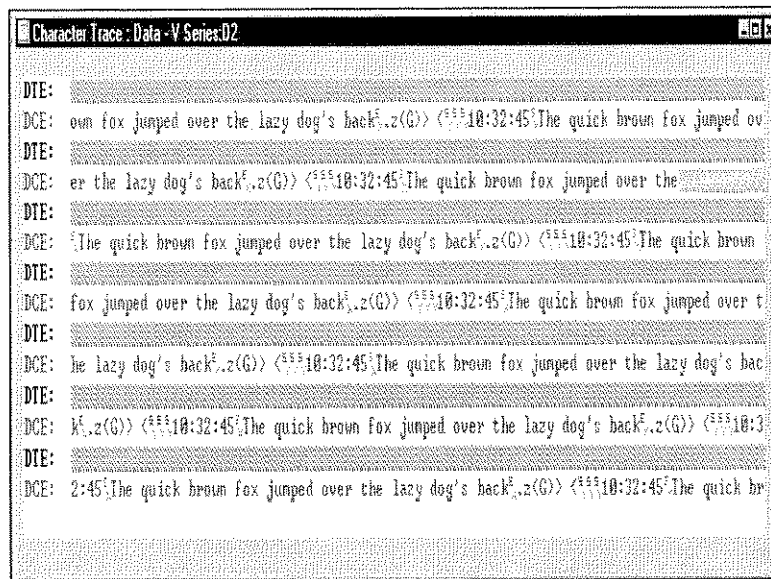 Character Trace : Data - V Series:D2
DTE:
DCE: own fox jumped over the lazy dog's back .z(G)) ( 10:32:45 The quick brown fox jumped ov
DTE:
DCE: er the lazy dog's back .z(G)) ( 10:32:45 The quick brown fox jumped over the
DTE:
DCE: The quick brown fox jumped over the lazy dog's back .z(G)) ( 10:32:45 The quick brown
DTE:
DCE: fox jumped over the lazy dog's back .z(G)) ( 10:32:45 The quick brown fox jumped over t
DTE:
DCE: he lazy dog's back .z(G)) ( 10:32:45 The quick brown fox jumped over the lazy dog's bac
DTE:
DCE: k .z(G)) ( 10:32:45 The quick brown fox jumped over the lazy dog's back .z(G)) ( 10:3
DTE:
DCE: 2:45 The quick brown fox jumped over the lazy dog's back .z(G)) ( 10:32:45 The quick br